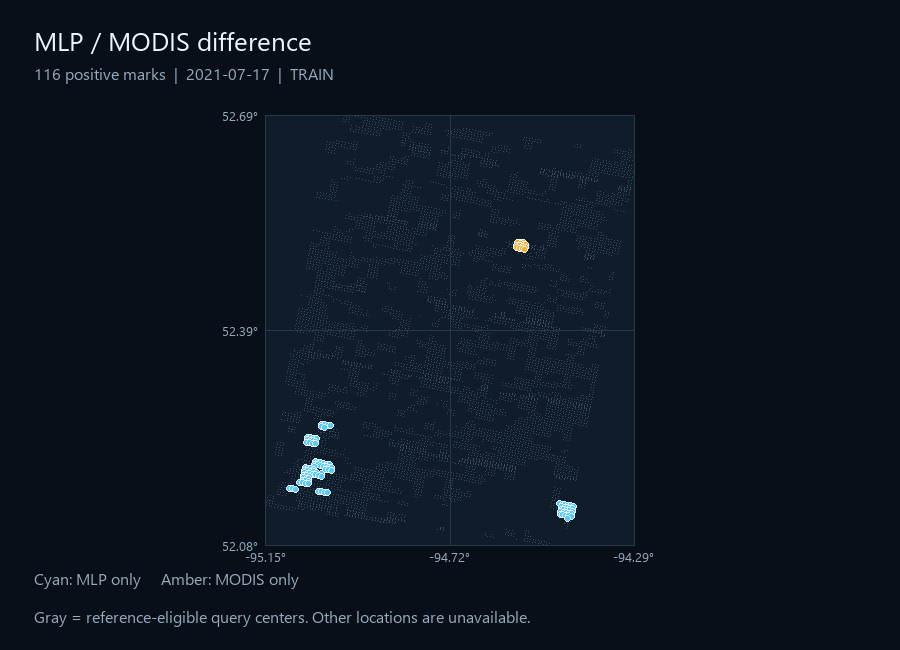 MLP / MODIS difference
116 positive marks | 2021-07-17 | TRAIN
52.69°
52.39°
52.08°
-95.15° -94.72° -94.29°
Cyan: MLP only Amber: MODIS only
Gray = reference-eligible query centers. Other locations are unavailable.